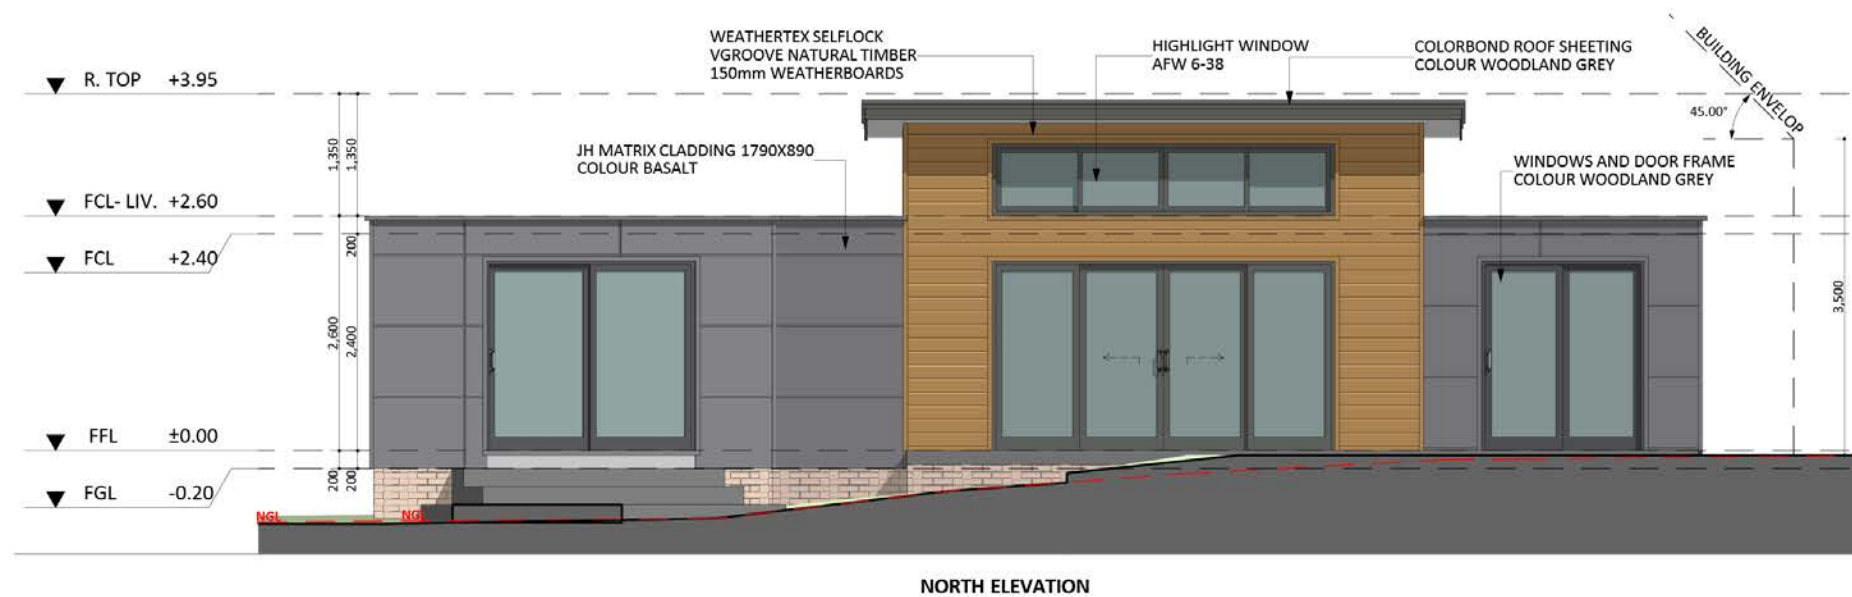 WEATHERTEX SELFLOCK
VGROOVE NATURAL TIMBER
150mm WEATHERBOARDS
HIGHLIGHT WINDOW
AFW 6-38
COLORBOND ROOF SHEETING
COLOUR WOODLAND GREY
BUILDING ENVELOP
45.00°
R. TOP +3.95
JH MATRIX CLADDING 1790X890
COLOUR BASALT
WINDOWS AND DOOR FRAME
COLOUR WOODLAND GREY
1,350
1,350
FCL- LIV. +2.60
FCL +2.40
200
2,600
2,400
3,500
FFL ±0.00
200
200
FGL -0.20
NGL
NGL
NORTH ELEVATION